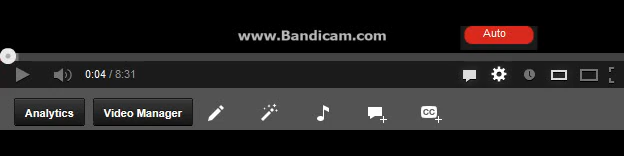 www.Bandicam.com
Auto
0:04 / 8:31
Analytics
Video Manager
CC